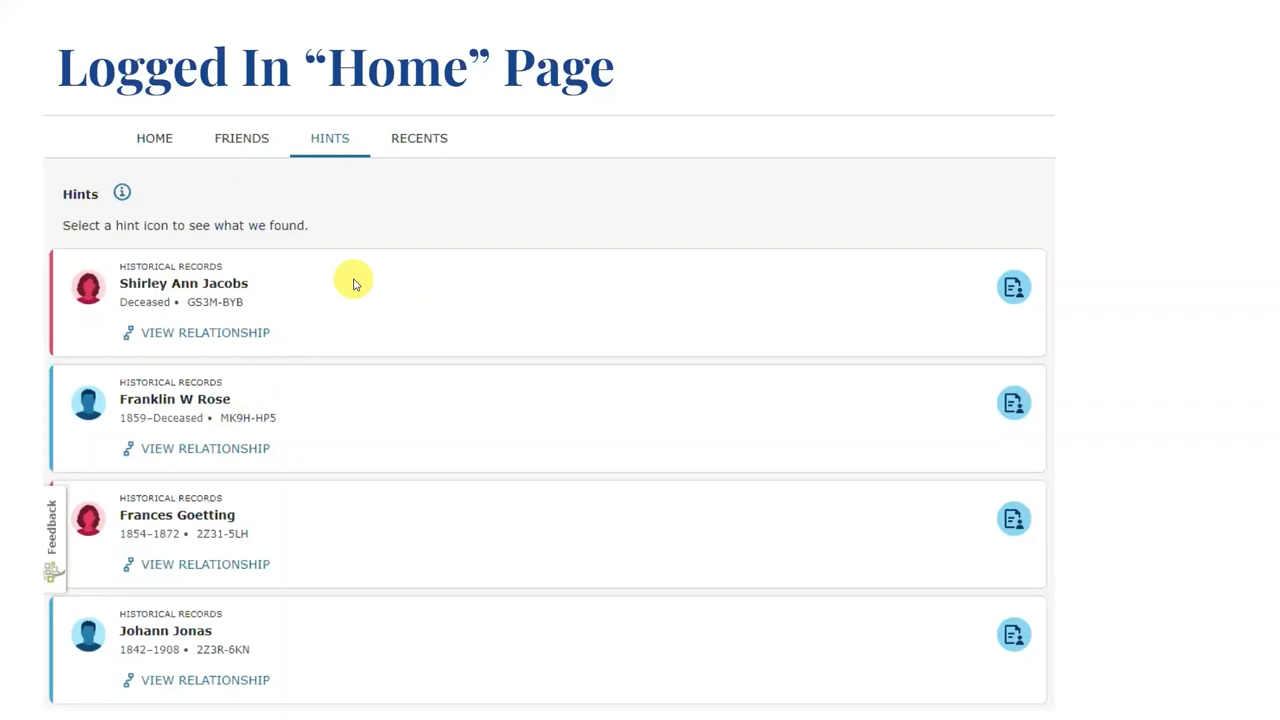 Logged In “Home” Page
HOME FRIENDS HINTS RECENTS
Hints
Select a hint icon to see what we found.
HISTORICAL RECORDS
Shirley Ann Jacobs
Deceased • GS3M-BYB
VIEW RELATIONSHIP
HISTORICAL RECORDS
Franklin W Rose
1859–Deceased • MK9H-HP5
VIEW RELATIONSHIP
Feedback
HISTORICAL RECORDS
Frances Goetting
1854–1872 • 2Z31-5LH
VIEW RELATIONSHIP
HISTORICAL RECORDS
Johann Jonas
1842–1908 • 2Z3R-6KN
VIEW RELATIONSHIP